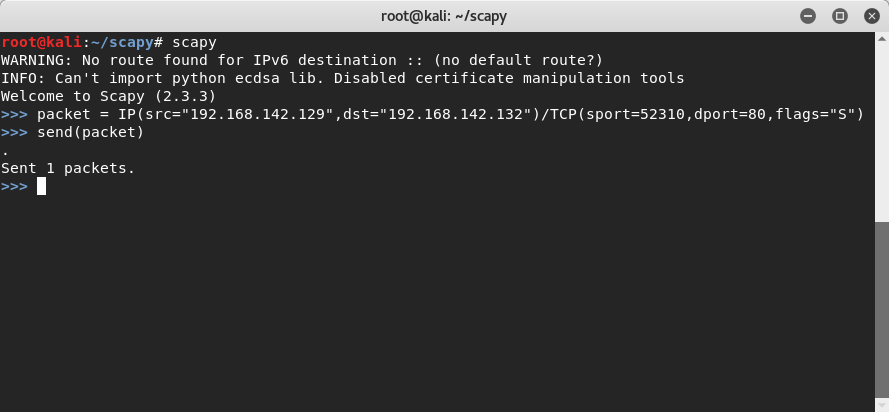 root@kali: ~/scapy
root@kali:~/scapy# scapy
WARNING: No route found for IPv6 destination :: (no default route?)
INFO: Can't import python ecdsa lib. Disabled certificate manipulation tools
Welcome to Scapy (2.3.3)
>>> packet = IP(src="192.168.142.129",dst="192.168.142.132")/TCP(sport=52310,dport=80,flags="S")
>>> send(packet)
.
Sent 1 packets.
>>>